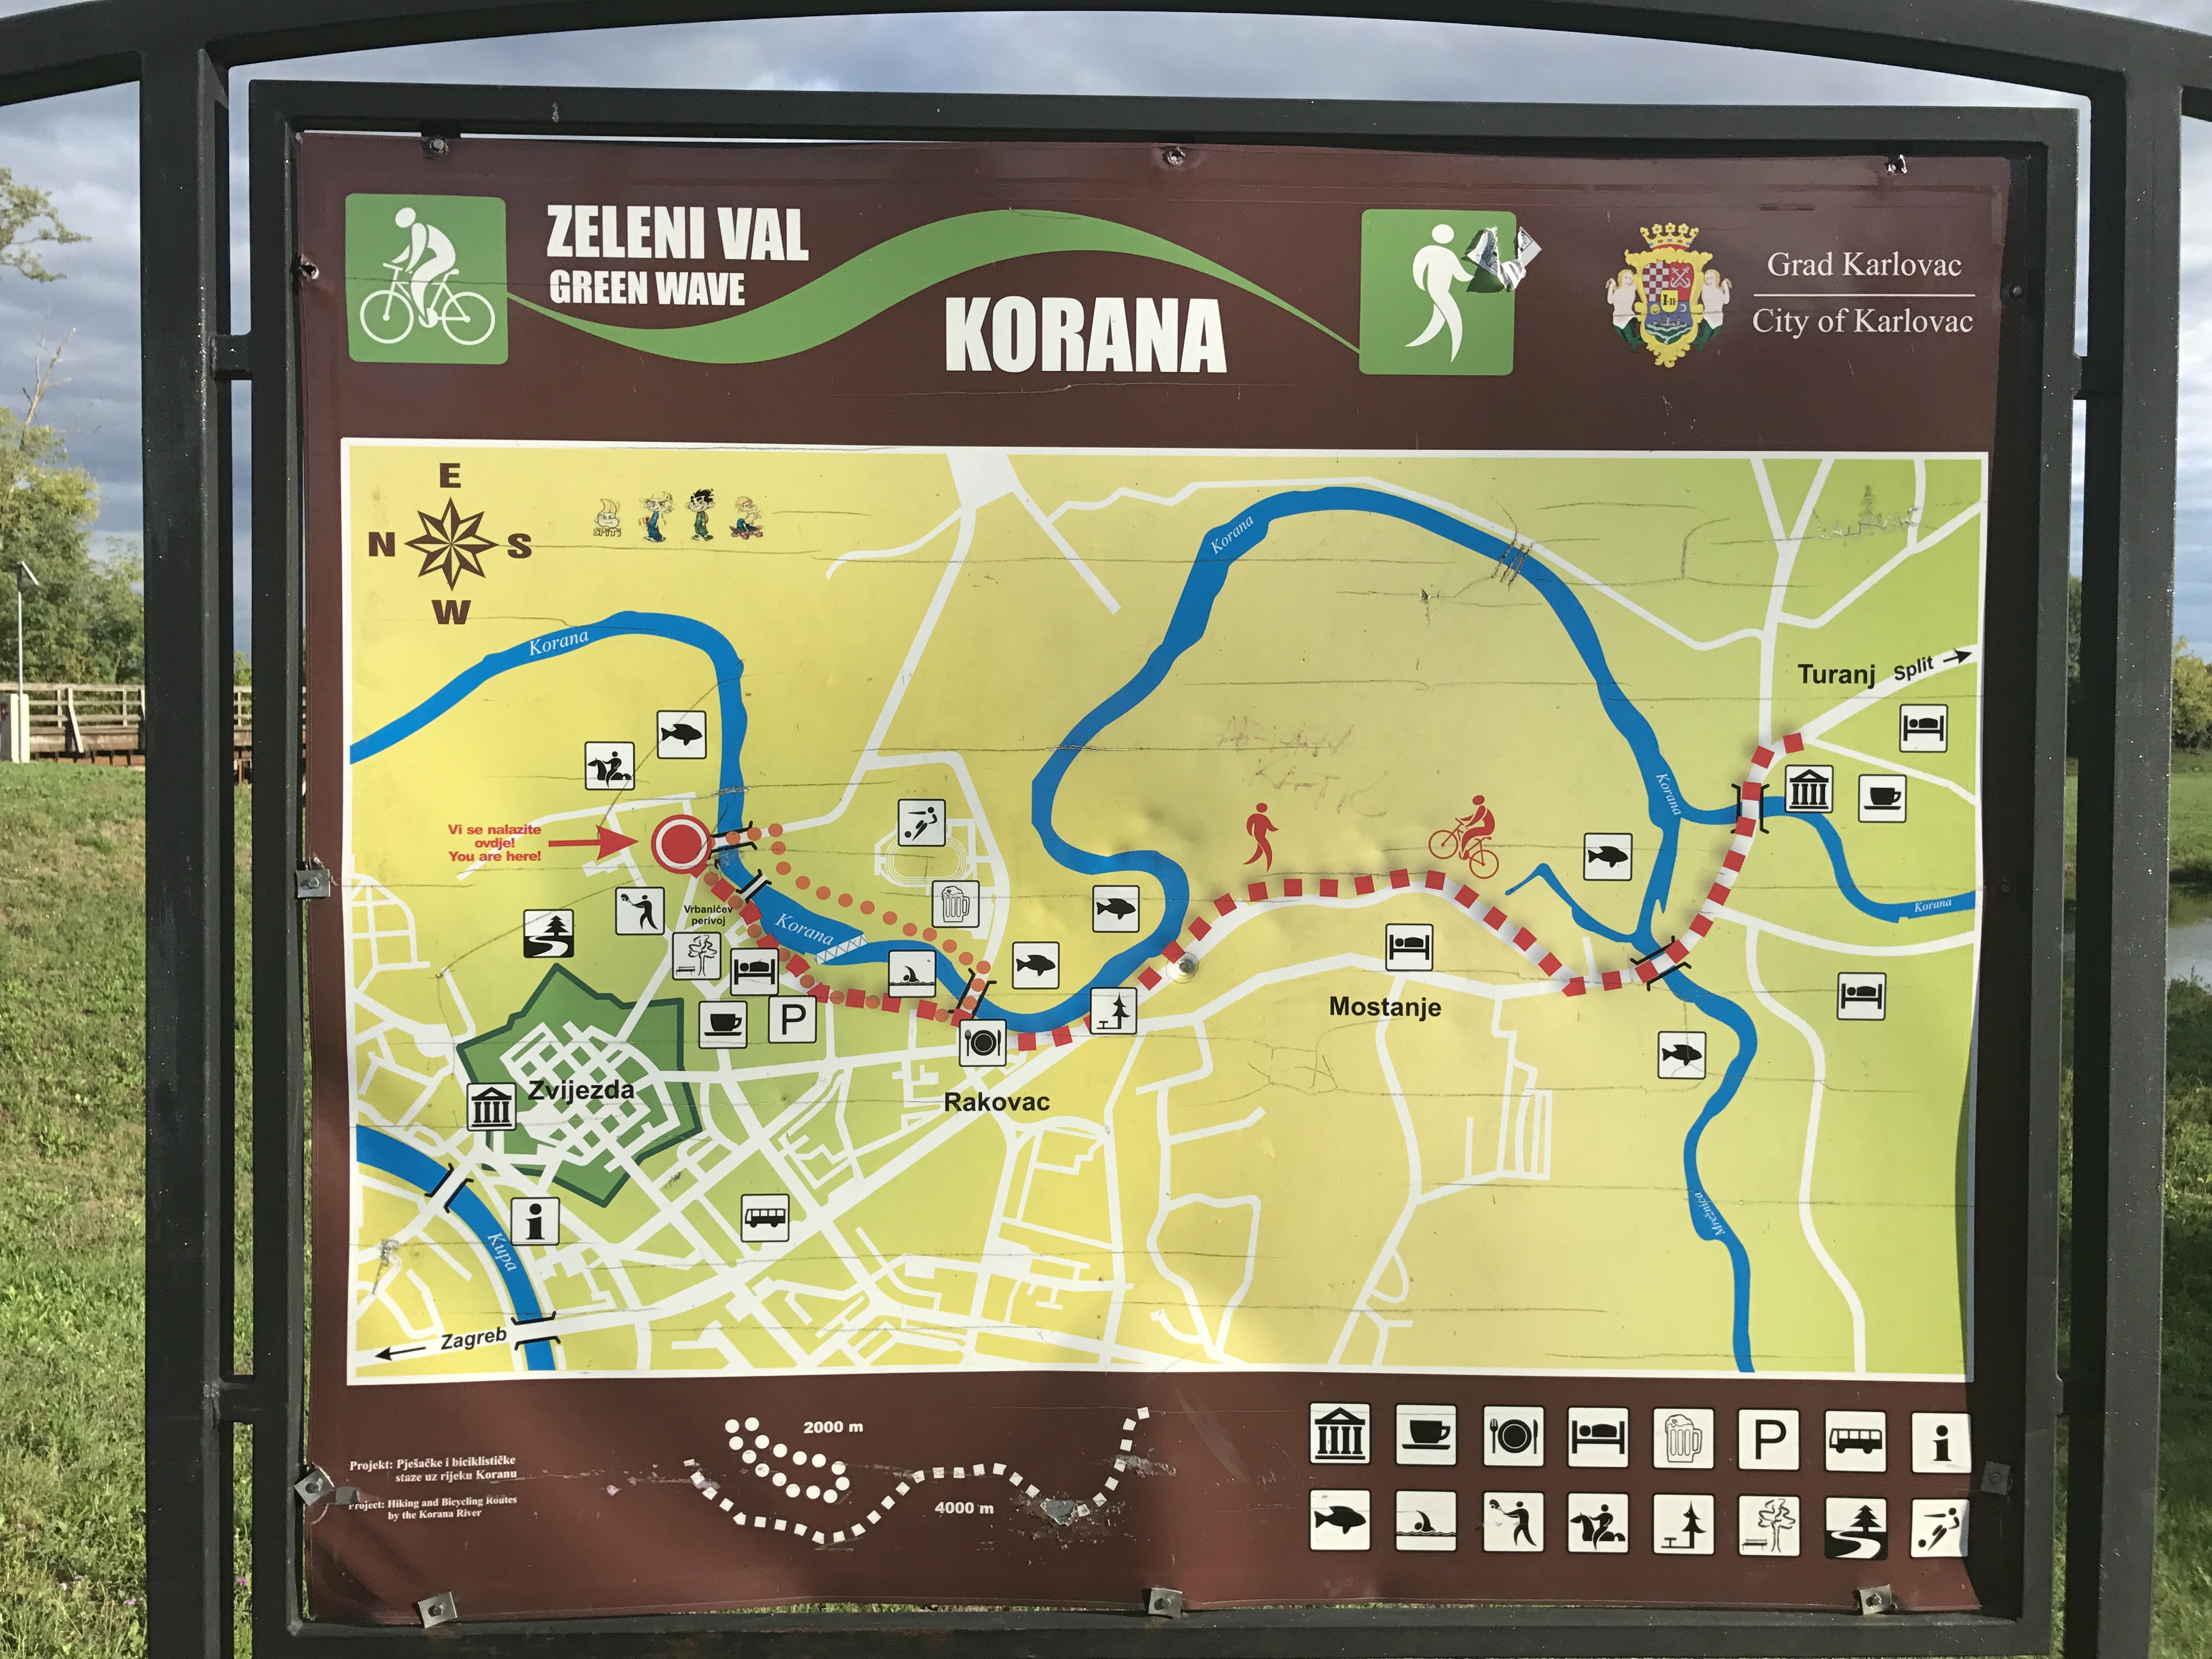 ZELENI VAL
GREEN WAVE
KORANA
Grad Karlovac
City of Karlovac
E
N
S
W
SPITI
Korana
Korana
Turanj
Split
Korana
Vi se nalazite
ovdje!
You are here!
Vrbanićev
perivoj
Korana
Korana
P
Mostanje
Zvijezda
Rakovac
Mrežnica
i
Kupa
Zagreb
2000 m
4000 m
Projekt: Pješačke i biciklističke
staze uz rijeku Koranu
Project: Hiking and Bicycling Routes
by the Korana River
P
i